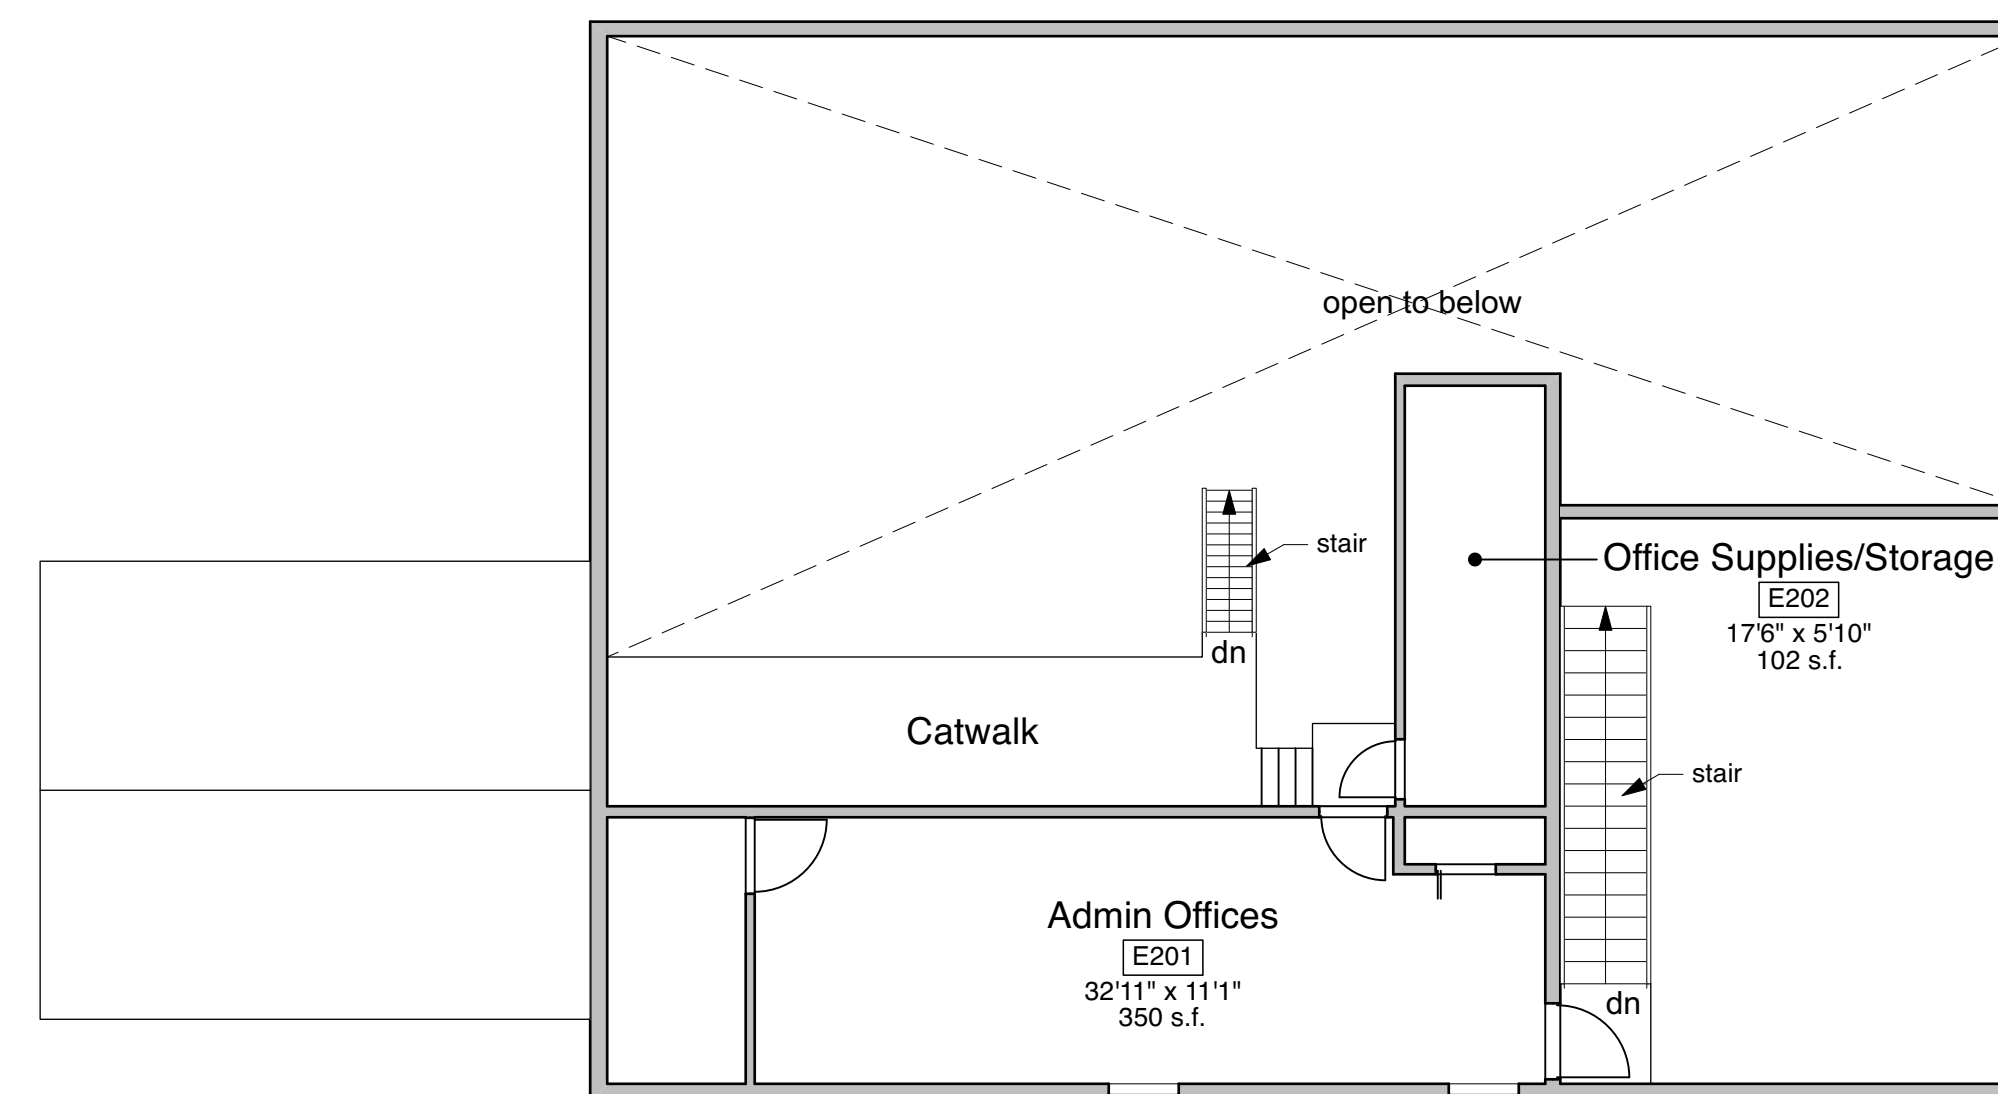 open to below
stair
Office Supplies/Storage
E202
17'6" x 5'10"
102 s.f.
dn
Catwalk
stair
Admin Offices
E201
32'11" x 11'1"
350 s.f.
dn